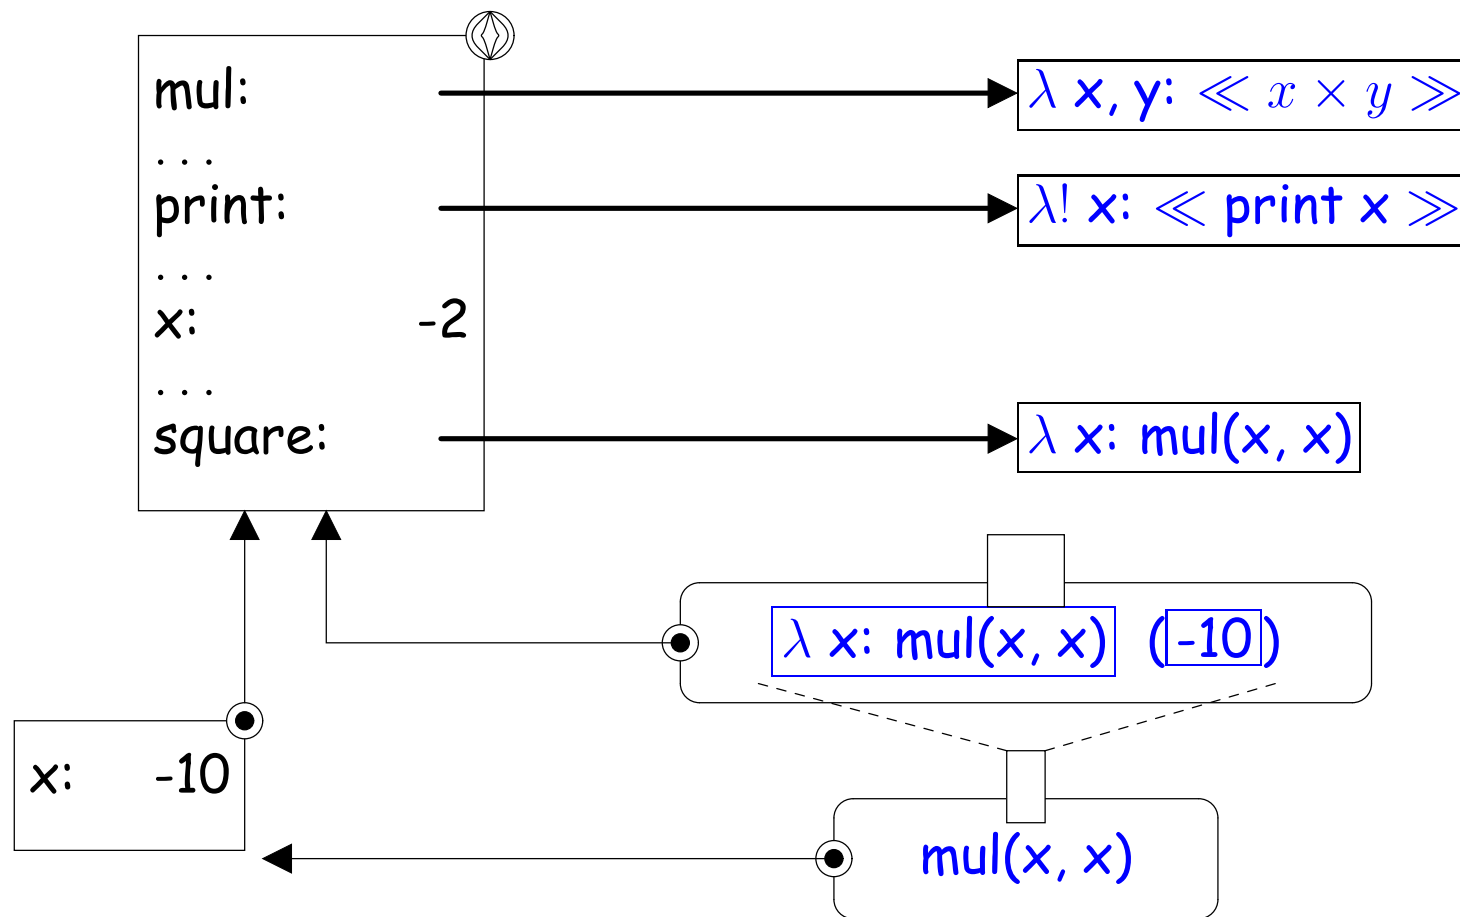 mul: λ x, y: ≪ x × y ≫
. . .
print: λ! x: ≪ print x ≫
. . .
x: -2
. . .
square: λ x: mul(x, x)
λ x: mul(x, x) (-10)
x: -10
mul(x, x)